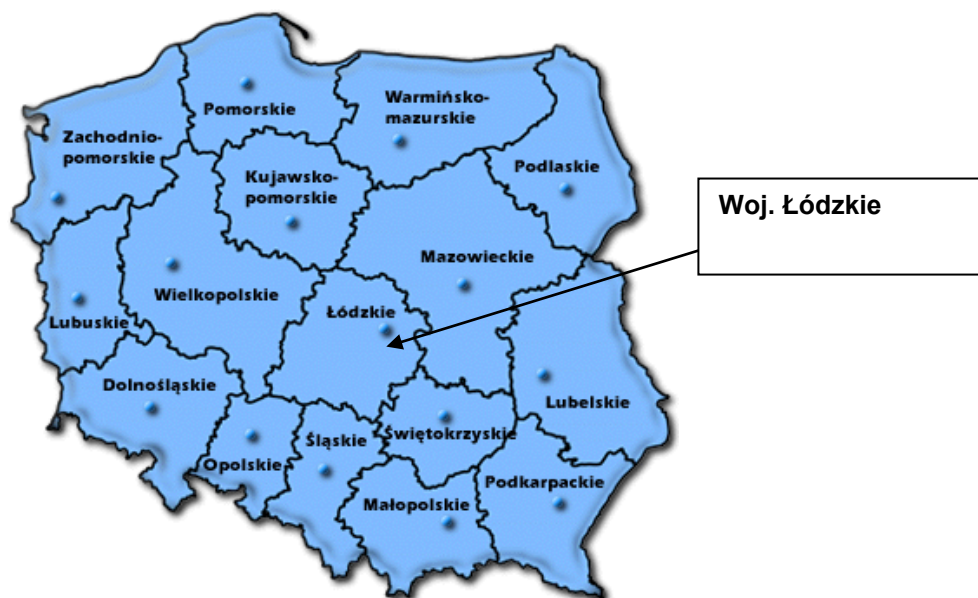 Pomorskie
Warmińsko-
mazurskie
Zachodnio-
pomorskie
Podlaskie
Kujawsko-
pomorskie
Woj. Łódzkie
Mazowieckie
Wielkopolskie
Łódzkie
Lubuskie
Dolnośląskie
Lubelskie
Świętokrzyskie
Śląskie
Opolskie
Podkarpackie
Małopolskie